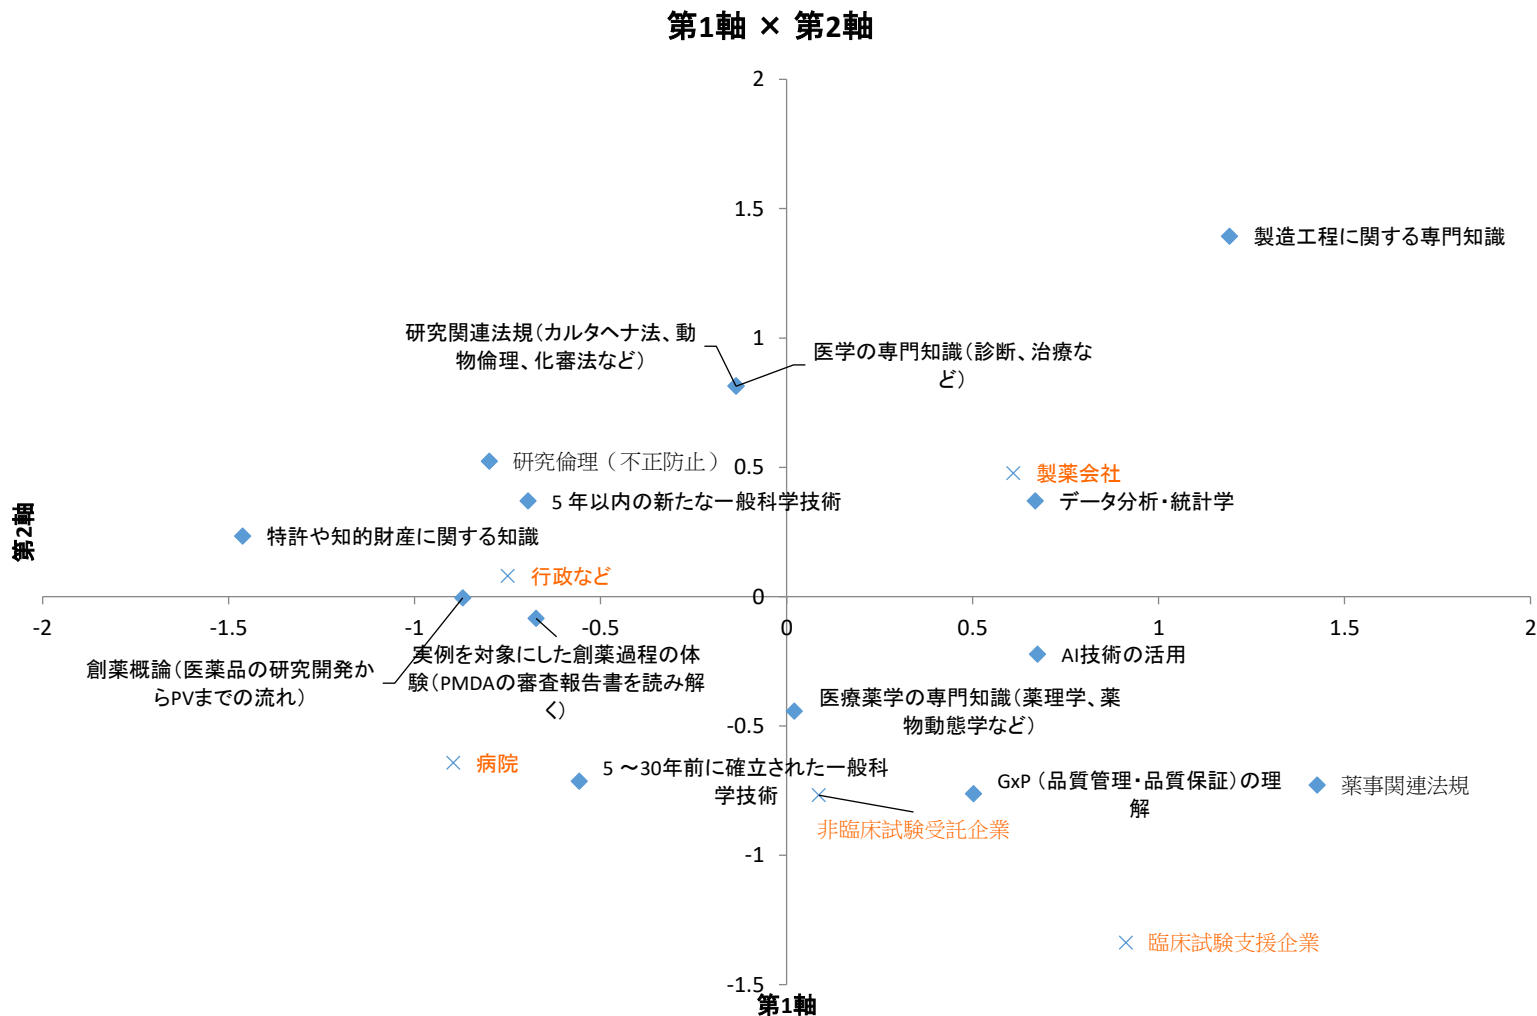 第1軸 × 第2軸
2
1.5
製造工程に関する専門知識
研究関連法規(カルタヘナ法、動
物倫理、化審法など)
1
医学の専門知識(診断、治療な
ど)
研究倫理(不正防止)
0.5
製薬会社
5 年以内の新たな一般科学技術
データ分析・統計学
特許や知的財産に関する知識
第2軸
行政など
0
-2
-1.5
-1
-0.5
0
0.5
1
1.5
2
創薬概論(医薬品の研究開発か
らPVまでの流れ)
実例を対象にした創薬過程の体
験(PMDAの審査報告書を読み解
く)
AI技術の活用
医療薬学の専門知識(薬理学、薬
物動態学など)
-0.5
病院
5 ~30年前に確立された一般科
学技術
GxP (品質管理・品質保証)の理
解
薬事関連法規
非臨床試験受託企業
-1
臨床試験支援企業
-1.5
第1軸